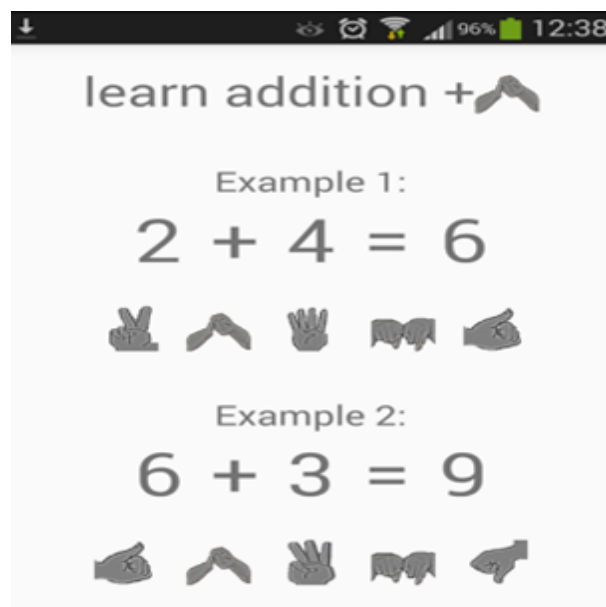 96% 12:38
learn addition +
Example 1:
2 + 4 = 6
Example 2:
6 + 3 = 9